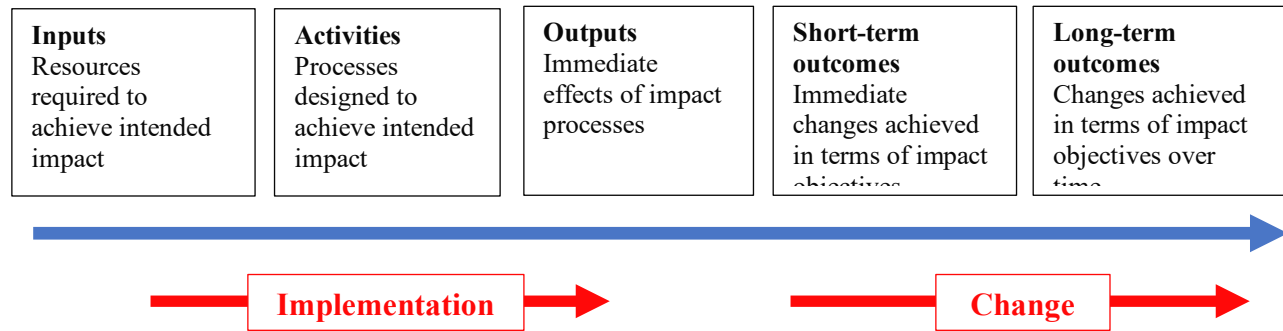 Inputs
Resources
required to
achieve intended
impact
Activities
Processes
designed to
achieve intended
impact
Outputs
Immediate
effects of impact
processes
Short-term
outcomes
Immediate
changes achieved
in terms of impact
objectives
Long-term
outcomes
Changes achieved
in terms of impact
objectives over
time
Implementation
Change